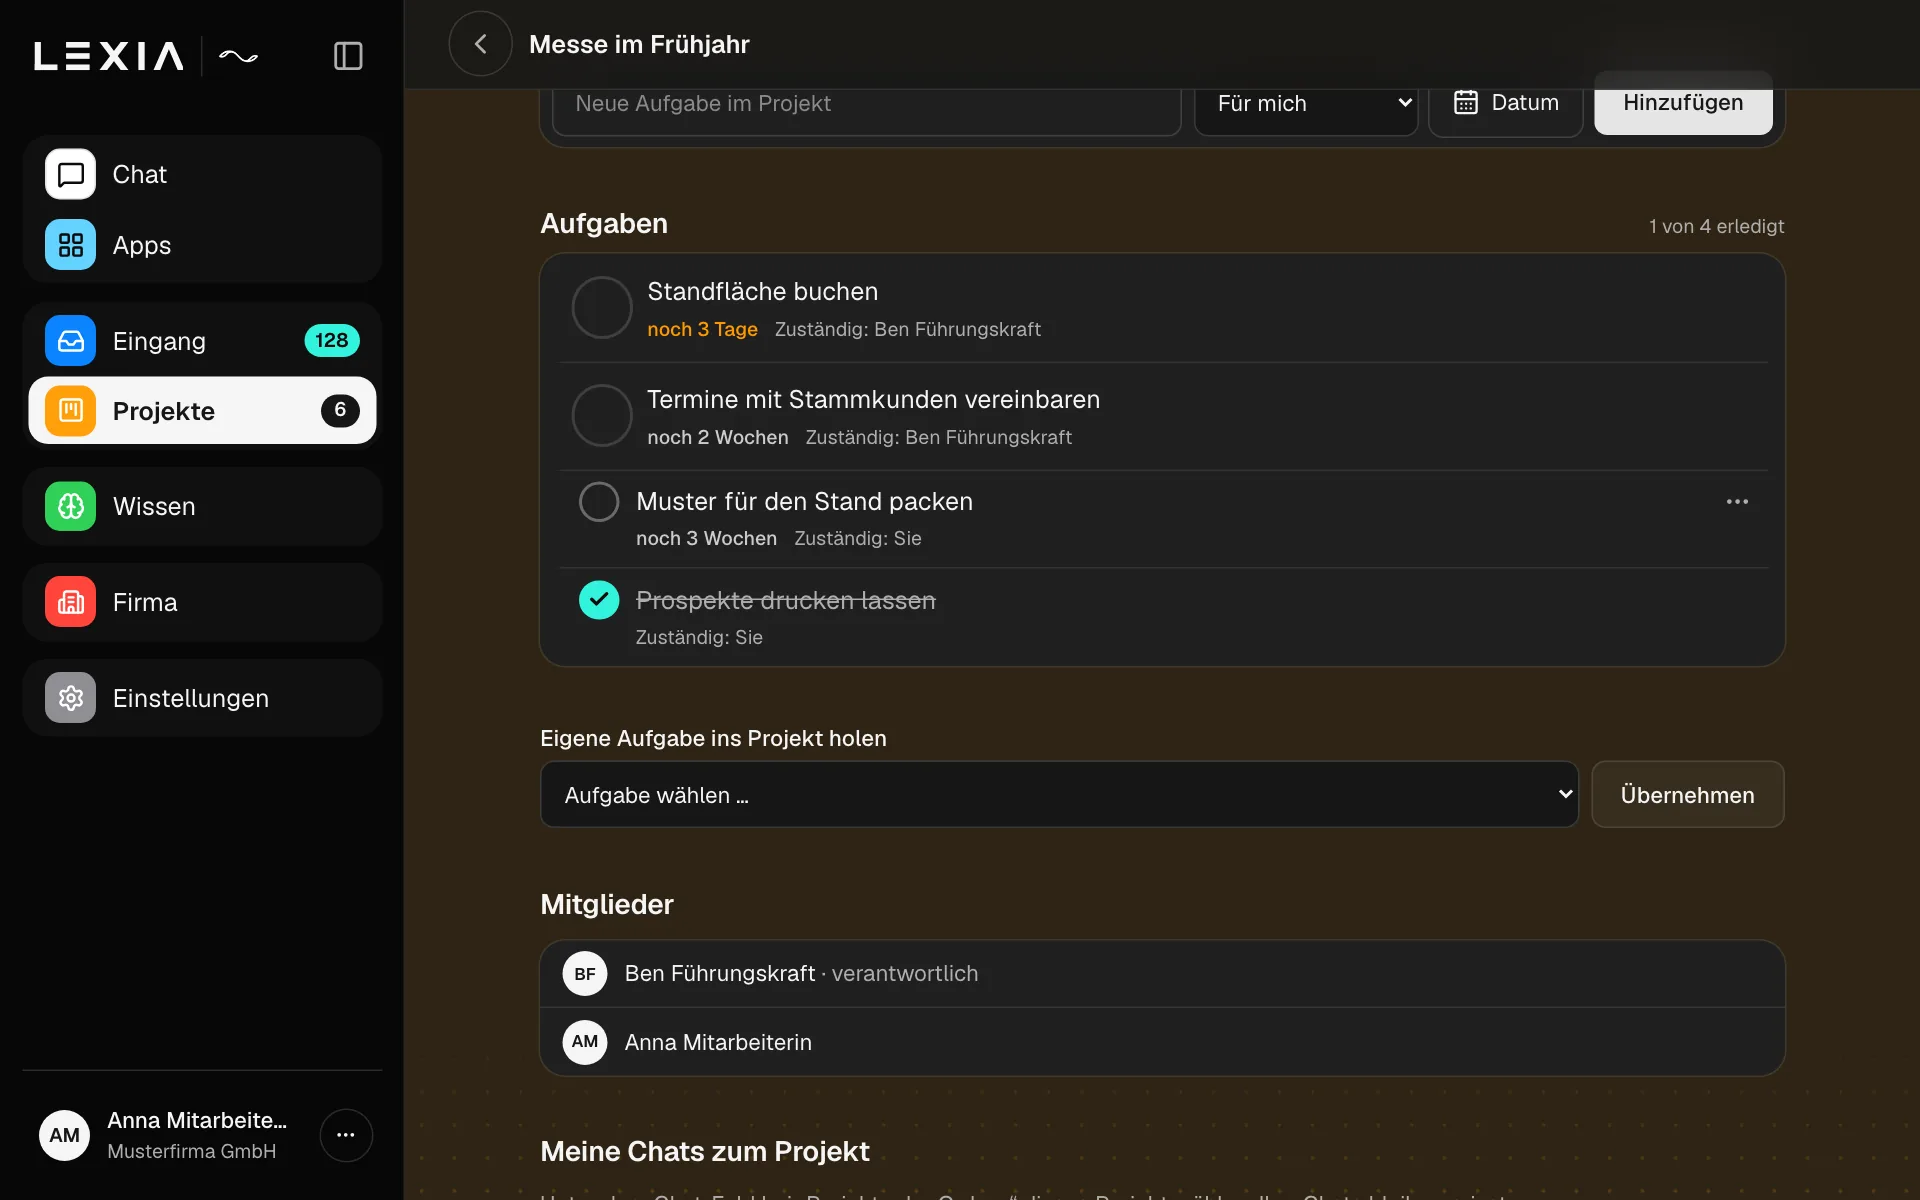 LEXIA
Chat
Apps
Eingang
128
Projekte
6
Wissen
Firma
Einstellungen
AM
Anna Mitarbeite...
Musterfirma GmbH
Messe im Frühjahr
Neue Aufgabe im Projekt
Für mich
Datum
Hinzufügen
Aufgaben
1 von 4 erledigt
Standfläche buchen
noch 3 Tage Zuständig: Ben Führungskraft
Termine mit Stammkunden vereinbaren
noch 2 Wochen Zuständig: Ben Führungskraft
Muster für den Stand packen
noch 3 Wochen Zuständig: Sie
Prospekte drucken lassen
Zuständig: Sie
Eigene Aufgabe ins Projekt holen
Aufgabe wählen ...
Übernehmen
Mitglieder
BF
Ben Führungskraft · verantwortlich
AM
Anna Mitarbeiterin
Meine Chats zum Projekt